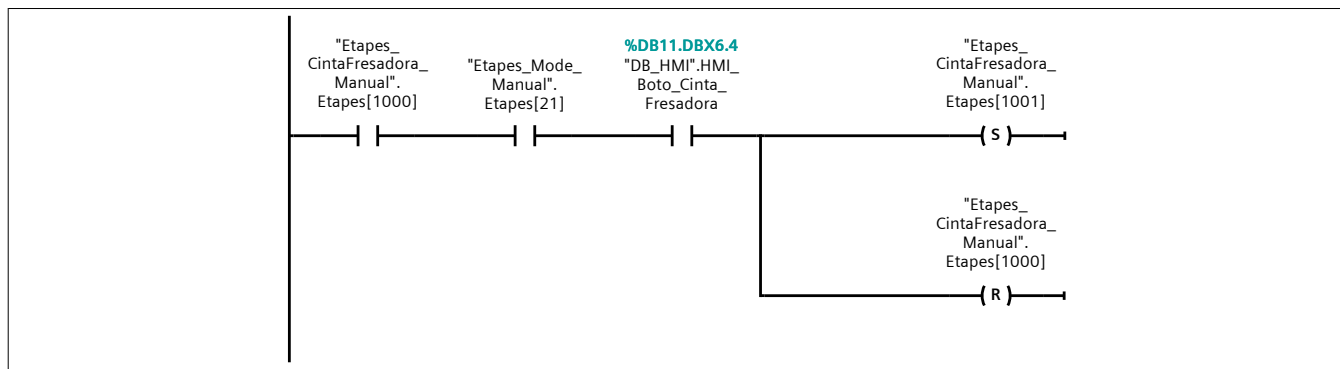 "Etapes_
CintaFresadora_
Manual".
Etapes[1000]
"Etapes_Mode_
Manual".
Etapes[21]
%DB11.DBX6.4
"DB_HMI".HMI_
Boto_Cinta_
Fresadora
"Etapes_
CintaFresadora_
Manual".
Etapes[1001]
S
"Etapes_
CintaFresadora_
Manual".
Etapes[1000]
R